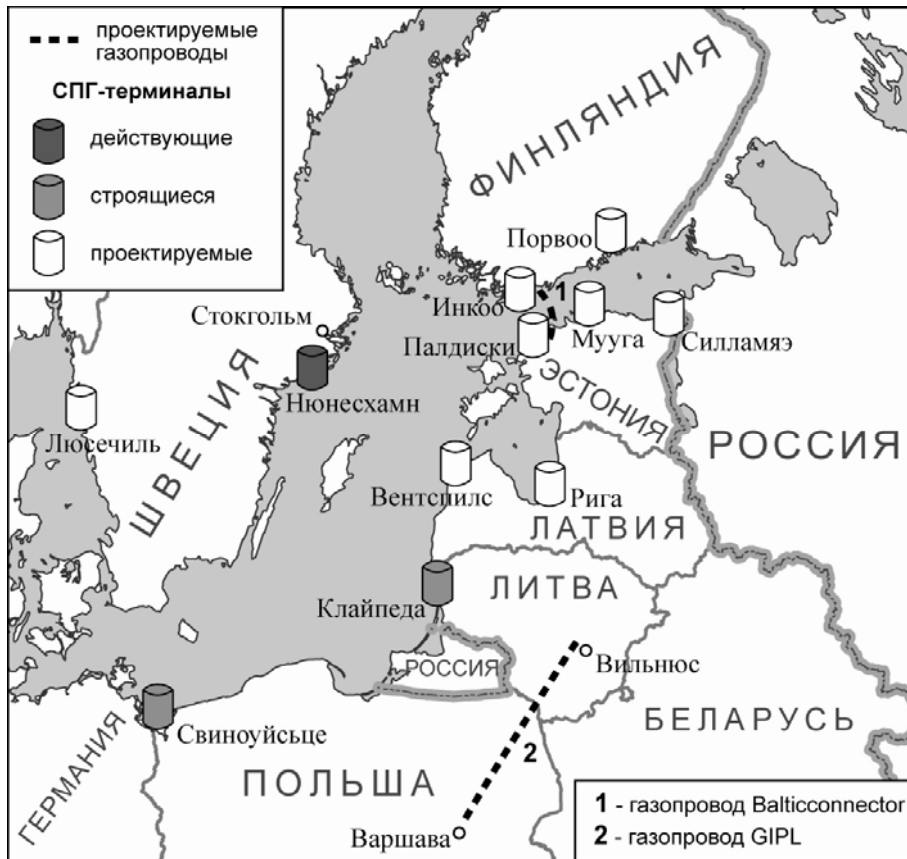 проектируемые
газопроводы
СПГ-терминалы
действующие
строящиеся
проектируемые
ФИНЛЯНДИЯ
Порвоо
Инкоо
1
Стокгольм
Палдиски
Мууга
Силламяэ
Нюнесхамн
ЭСТОНИЯ
Люсечиль
ШВЕЦИЯ
РОССИЯ
Вентспилс
Рига
ЛАТВИЯ
ЛИТВА
Клайпеда
РОССИЯ
Вильнюс
БЕЛАРУСЬ
Свиноуйсьце
2
ГЕРМАНИЯ
ПОЛЬША
Варшава
1 - газопровод Balticconnector
2 - газопровод GIPL